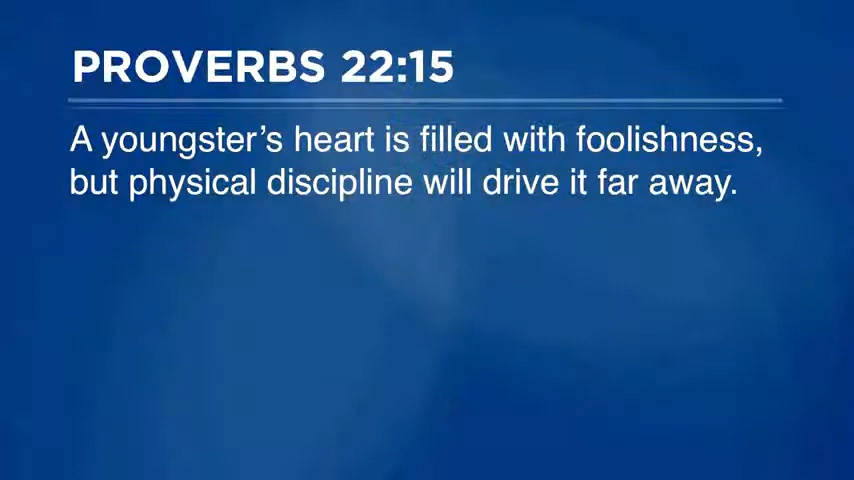 PROVERBS 22:15
A youngster’s heart is filled with foolishness,
but physical discipline will drive it far away.